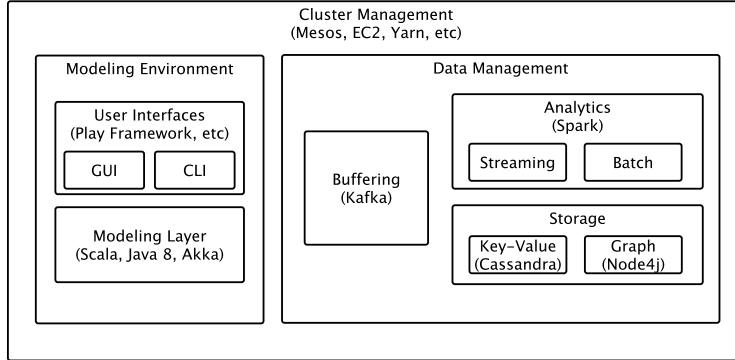 Cluster Management
(Mesos, EC2, Yarn, etc)
Modeling Environment
User Interfaces
(Play Framework, etc)
GUI
CLI
Modeling Layer
(Scala, Java 8, Akka)
Data Management
Buffering
(Kafka)
Analytics
(Spark)
Streaming
Batch
Storage
Key-Value
(Cassandra)
Graph
(Node4j)